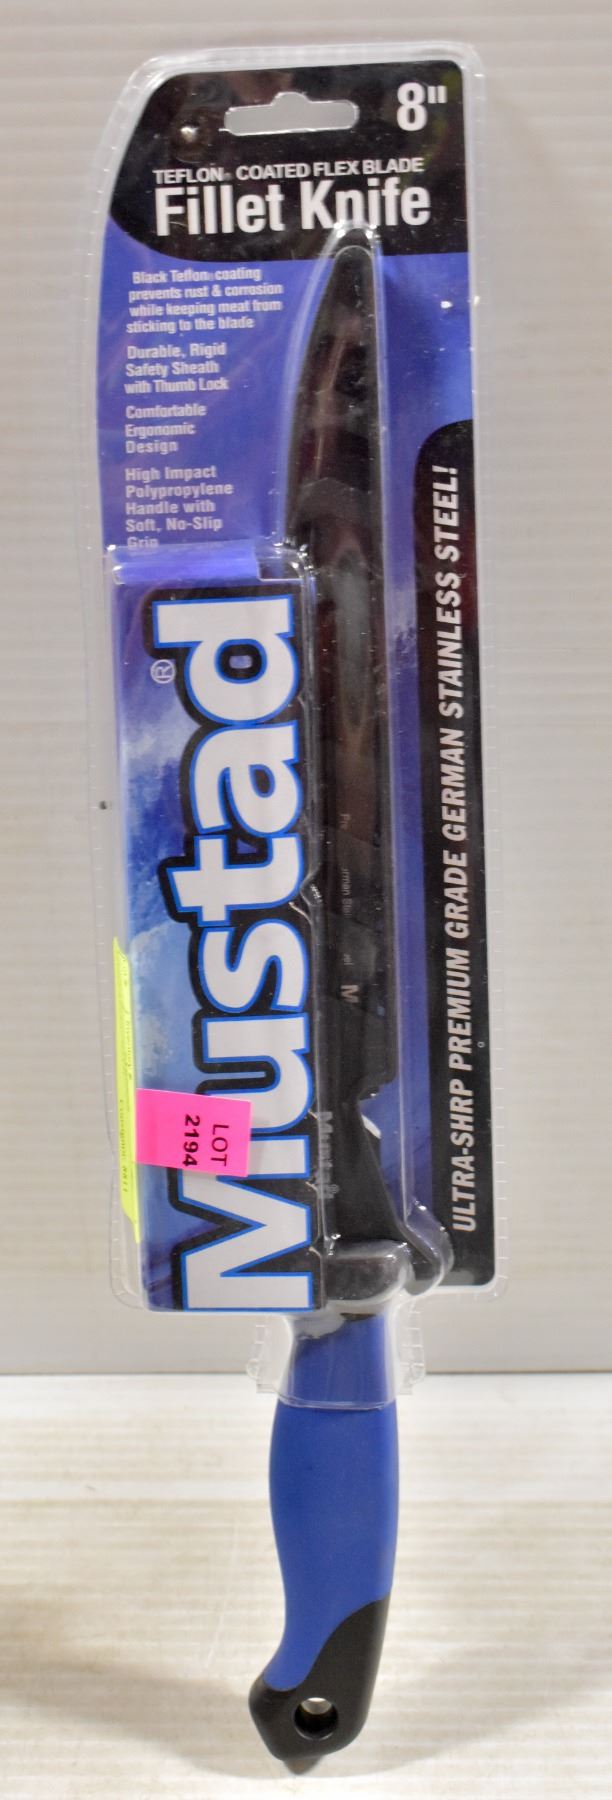 8"
TEFLON® COATED FLEX BLADE
Fillet Knife
Black Teflon® coating
prevents rust & corrosion
while keeping meat from
sticking to the blade
Durable, Rigid
Safety Sheath
with Thumb Lock
Comfortable
Ergonomic
Design
High Impact
Polypropylene
Handle with
Soft, No-Slip
Grip
Mustad®
ULTRA-SHRP PREMIUM GRADE GERMAN STAINLESS STEEL!
LOT
2194
M
Mustad